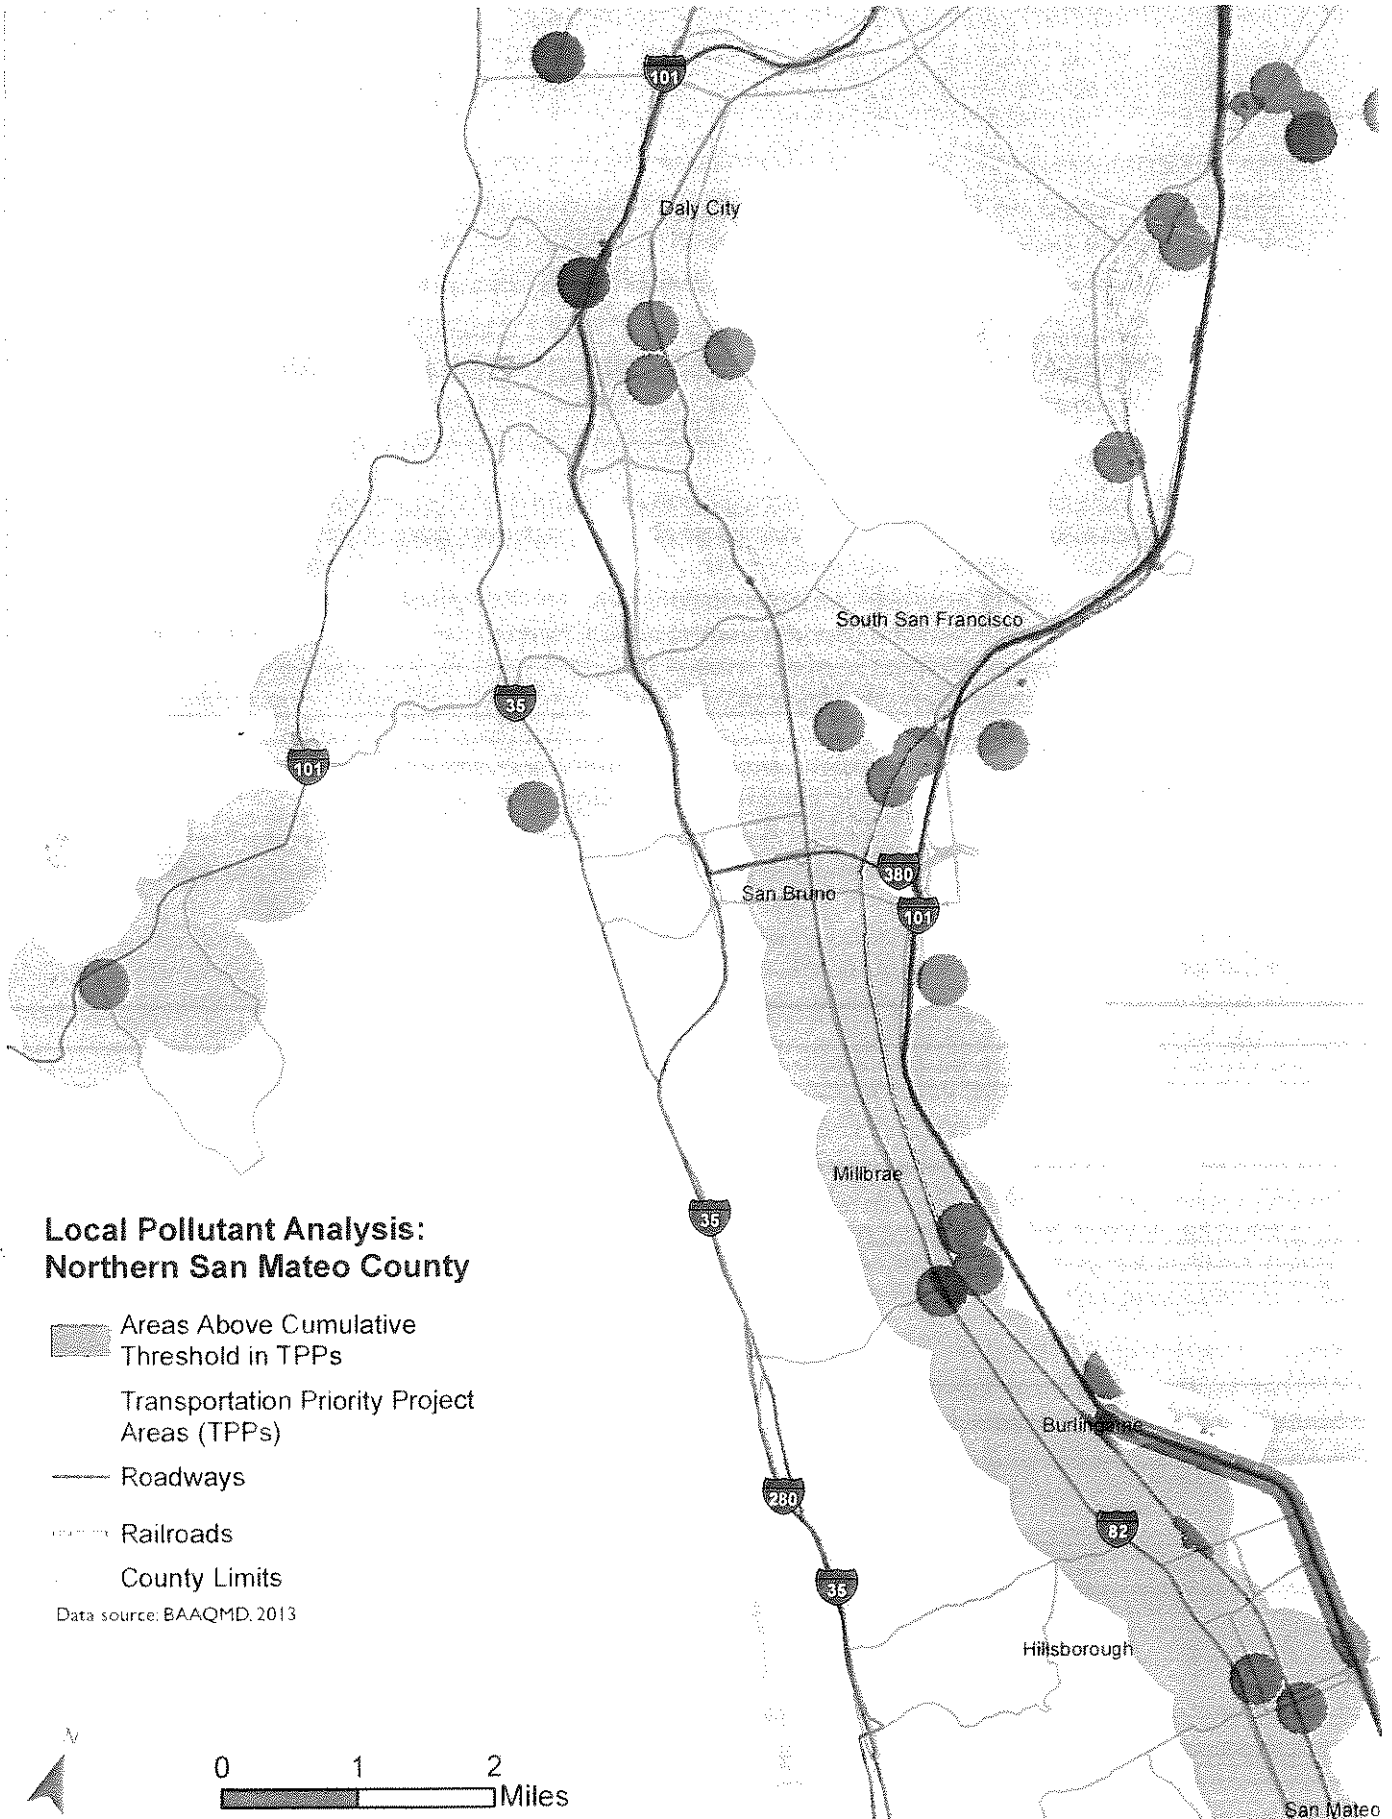 101
Daly City
South San Francisco
35
101
380
San Bruno
101
Millbrae
35
Local Pollutant Analysis:
Northern San Mateo County
Areas Above Cumulative
Threshold in TPPs
Transportation Priority Project
Areas (TPPs)
Roadways
Railroads
County Limits
Data source: BAAQMD, 2013
Burlingame
280
82
35
Hillsborough
N
0 1 2
Miles
San Mateo